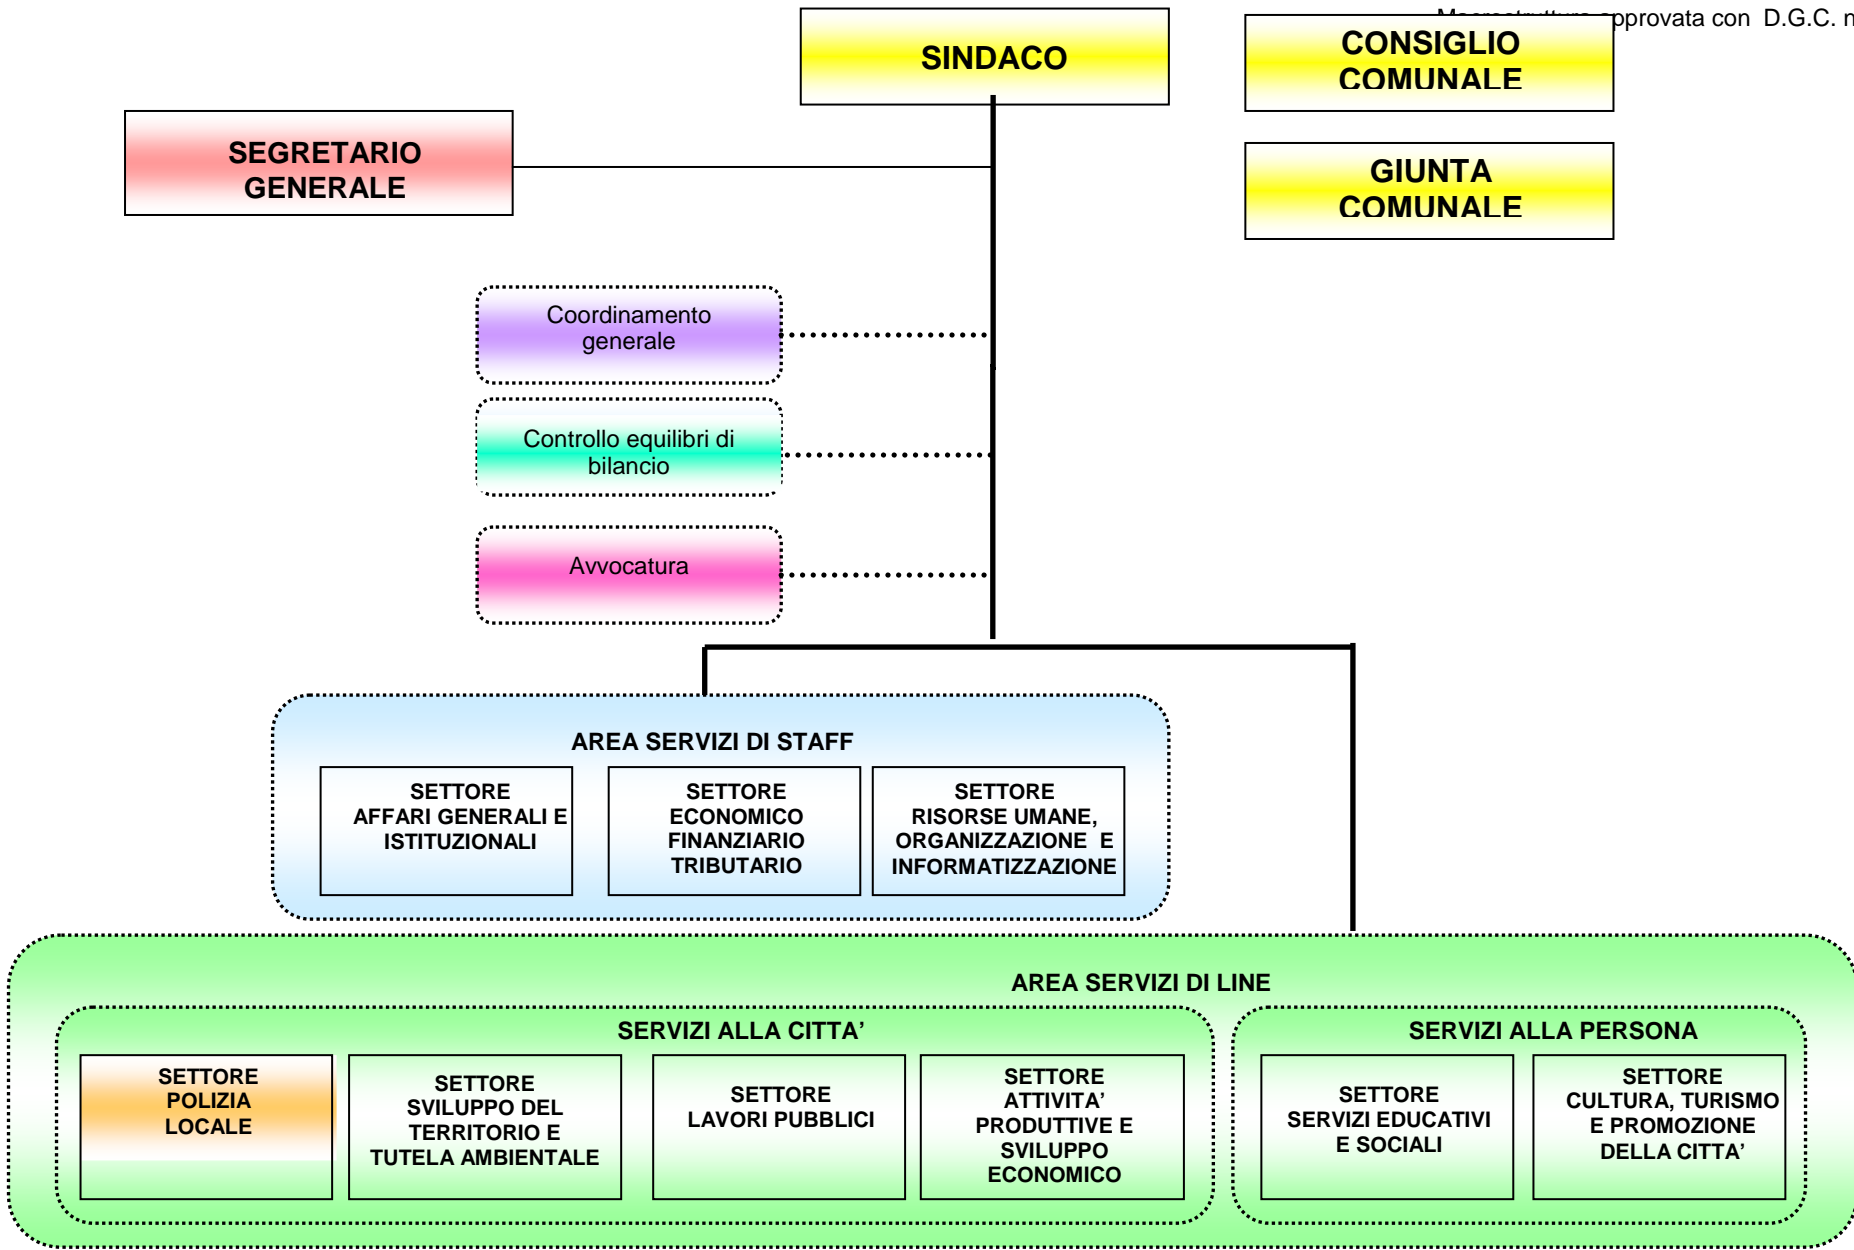 approvata con D.G.C. n
SINDACO
CONSIGLIO
COMUNALE
SEGRETARIO
GENERALE
GIUNTA
COMUNALE
Coordinamento
generale
Controllo equilibri di
bilancio
Avvocatura
AREA SERVIZI DI STAFF
SETTORE
AFFARI GENERALI E
ISTITUZIONALI
SETTORE
ECONOMICO
FINANZIARIO
TRIBUTARIO
SETTORE
RISORSE UMANE,
ORGANIZZAZIONE E
INFORMATIZZAZIONE
AREA SERVIZI DI LINE
SERVIZI ALLA CITTA’
SETTORE
POLIZIA
LOCALE
SETTORE
SVILUPPO DEL
TERRITORIO E
TUTELA AMBIENTALE
SETTORE
LAVORI PUBBLICI
SETTORE
ATTIVITA’
PRODUTTIVE E
SVILUPPO
ECONOMICO
SERVIZI ALLA PERSONA
SETTORE
SERVIZI EDUCATIVI
E SOCIALI
SETTORE
CULTURA, TURISMO
E PROMOZIONE
DELLA CITTA’